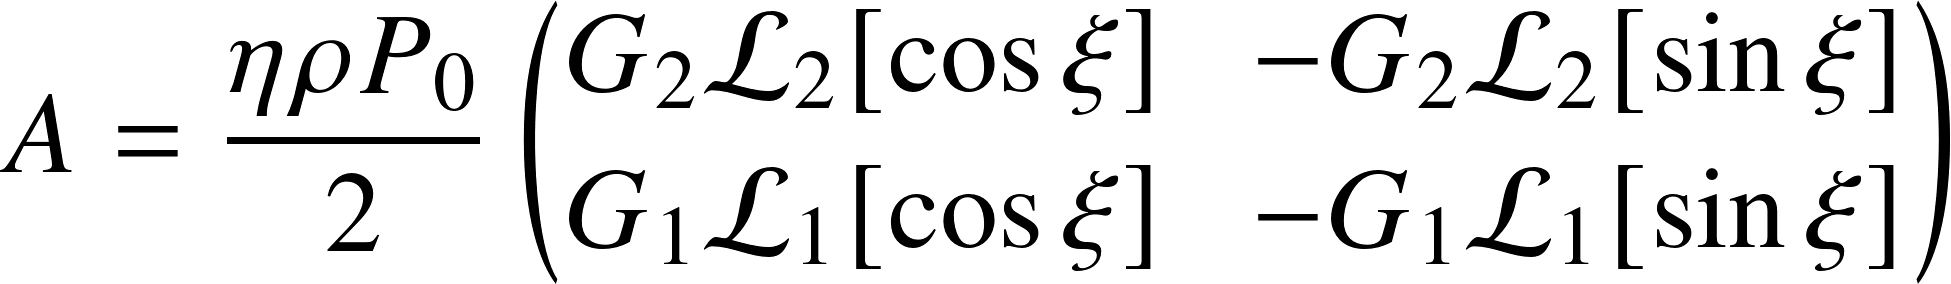 A = \frac{\eta \rho P_0}{2} \begin{pmatrix} G_2 \mathcal{L}_2 [\cos \xi] & -G_2 \mathcal{L}_2 [\sin \xi] \\ G_1 \mathcal{L}_1 [\cos \xi] & -G_1 \mathcal{L}_1 [\sin \xi] \end{pmatrix}